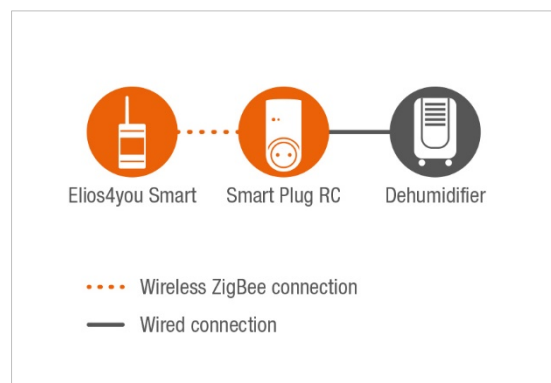 Elios4you Smart Smart Plug RC Dehumidifier
Wireless ZigBee connection
Wired connection